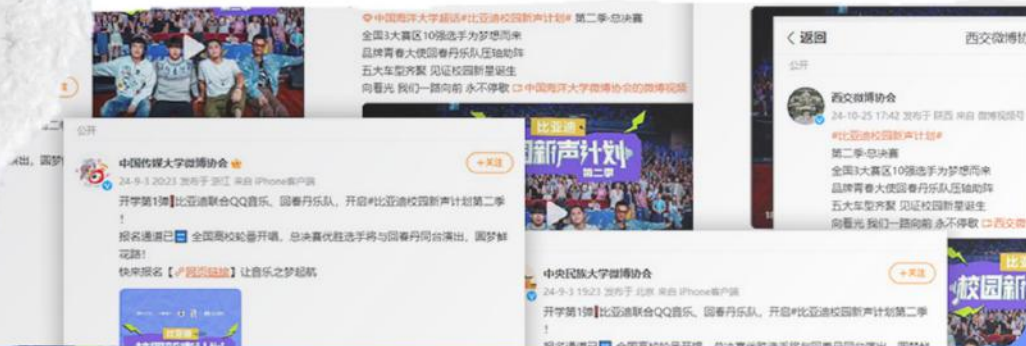 中国海洋大学超话#比亚迪校园新声计划# 第二季·总决赛
全国3大赛区10强选手为梦想而来
品牌青春大使回春丹乐队压轴助阵
五大车型齐聚 见证校园新星诞生
向着光 我们一路向前 永不停歇 中国海洋大学微博协会的微博视频
比亚迪
新声计划
第二季
返回
西交微博协
公开
西交微博协会
24-10-25 17:42 发布于 陕西 来自 微博视频号
#比亚迪校园新声计划#
第二季·总决赛
全国3大赛区10强选手为梦想而来
品牌青春大使回春丹乐队压轴助阵
五大车型齐聚 见证校园新星诞生
向着光 我们一路向前 永不停歇 西交微
公开
中国传媒大学微博协会
+关注
24-9-3 20:23 发布于 浙江 来自 iPhone客户端
开学第1弹‼️比亚迪联合QQ音乐、回春丹乐队，开启#比亚迪校园新声计划第二季
！
报名通道已 全国高校轮番开唱，总决赛优胜选手将与回春丹同台演出，圆梦鲜
花路！
快来报名【网页链接】让音乐之梦起航
比亚迪
中央民族大学微博协会
+关注
24-9-3 19:23 发布于 北京 来自 iPhone客户端
开学第1弹‼️比亚迪联合QQ音乐、回春丹乐队，开启#比亚迪校园新声计划第二季
！
校园新